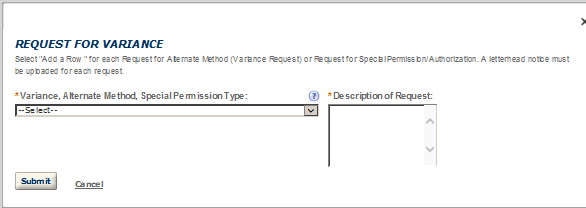 REQUEST FOR VARIANCE
Select "Add a Row " for each Request for Alternate Method (Variance Request) or Request for Special Permission/Authorization. A letterhead notice must
be uploaded for each request.
*Variance, Alternate Method, Special Permission Type: ? *Description of Request:
--Select--
Submit Cancel